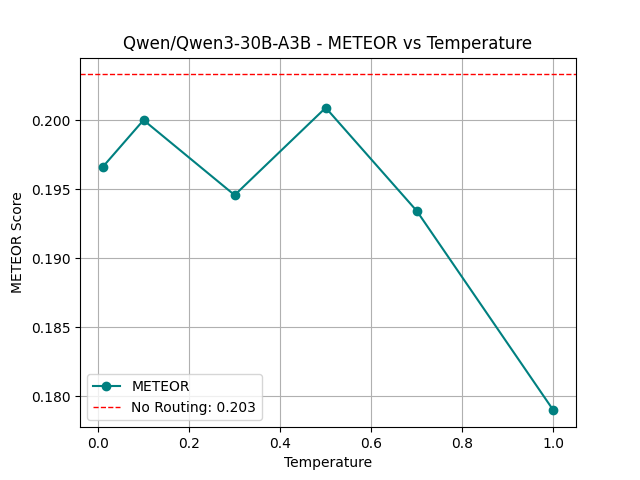 Qwen/Qwen3-30B-A3B - METEOR vs Temperature
METEOR Score
0.200
0.195
0.190
0.185
0.180
METEOR
No Routing: 0.203
0.0 0.2 0.4 0.6 0.8 1.0
Temperature